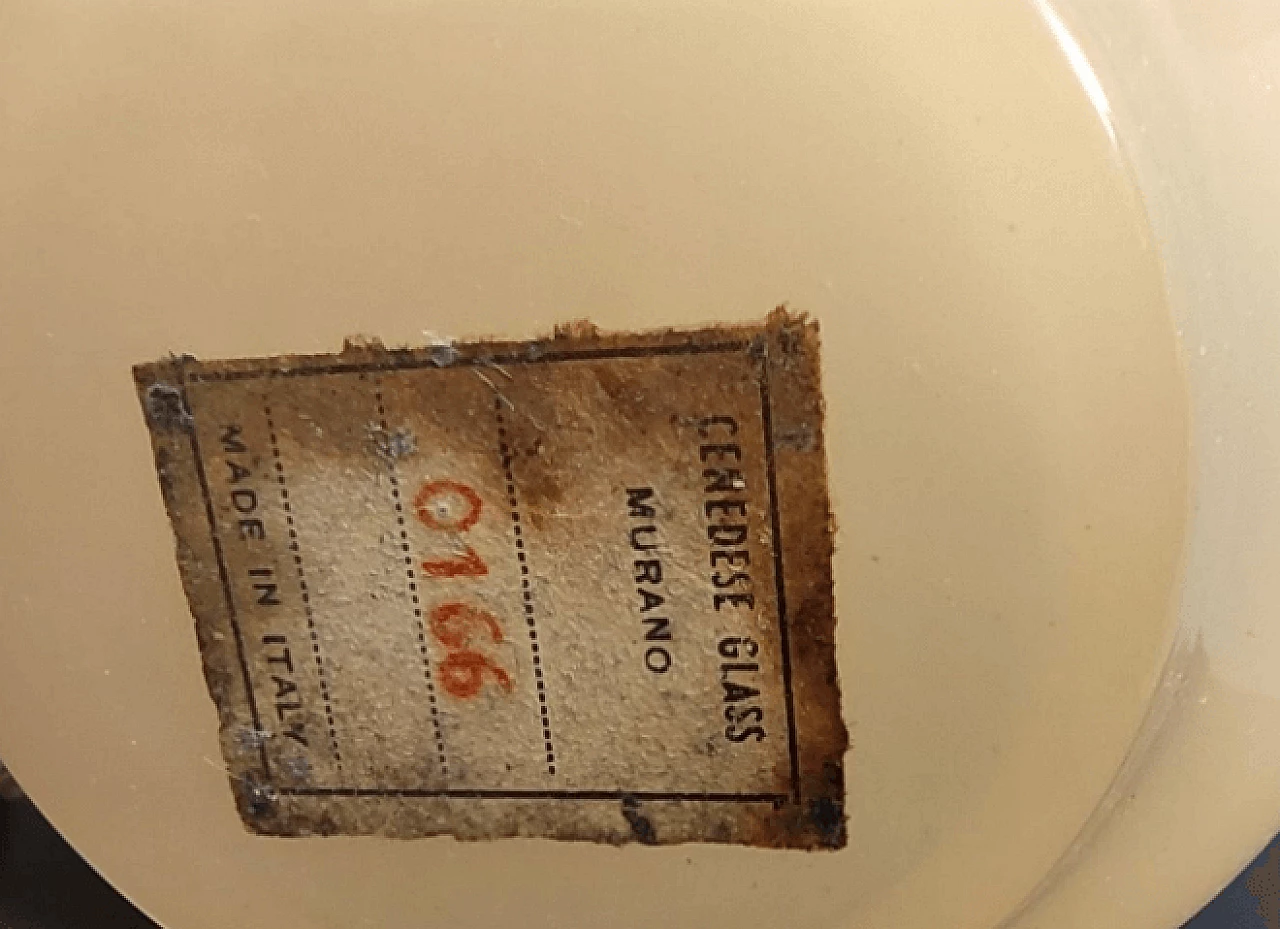 CENEDESE GLASS
MURANO
0166
MADE IN ITALY